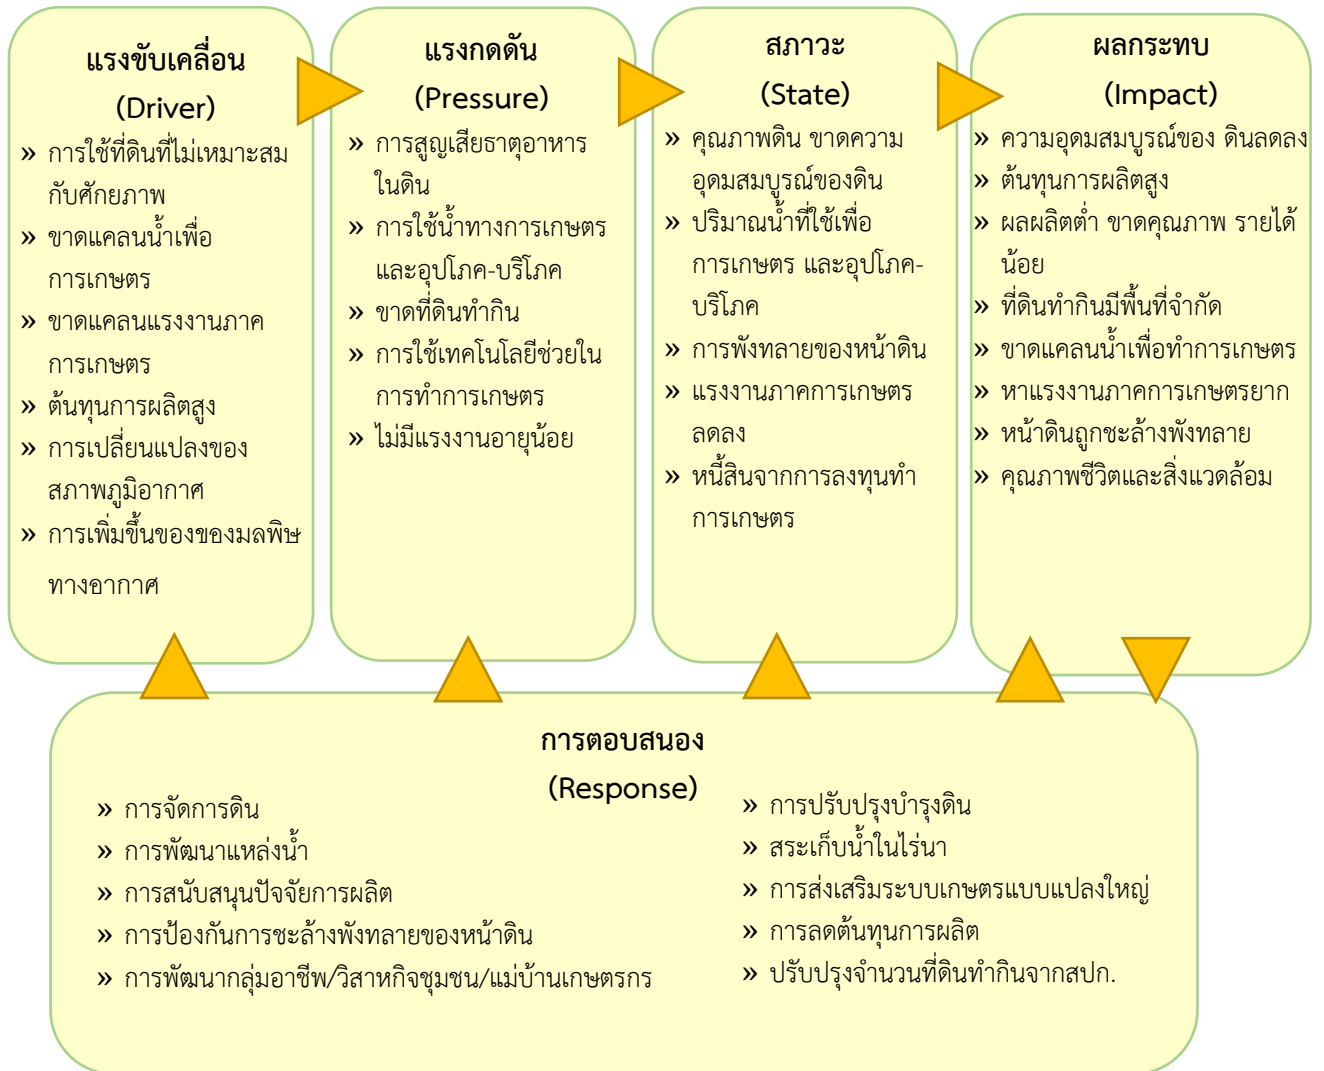 แรงขับเคลื่อน
(Driver)
» การใช้ที่ดินที่ไม่เหมาะสม
กับศักยภาพ
» ขาดแคลนน้ำเพื่อ
การเกษตร
» ขาดแคลนแรงงานภาค
การเกษตร
» ต้นทุนการผลิตสูง
» การเปลี่ยนแปลงของ
สภาพภูมิอากาศ
» การเพิ่มขึ้นของของมลพิษ
ทางอากาศ
แรงกดดัน
(Pressure)
» การสูญเสียธาตุอาหาร
ในดิน
» การใช้น้ำทางการเกษตร
และอุปโภค-บริโภค
» ขาดที่ดินทำกิน
» การใช้เทคโนโลยีช่วยใน
การทำการเกษตร
» ไม่มีแรงงานอายุน้อย
สภาวะ
(State)
» คุณภาพดิน ขาดความ
อุดมสมบูรณ์ของดิน
» ปริมาณน้ำที่ใช้เพื่อ
การเกษตร และอุปโภค-
บริโภค
» การพังทลายของหน้าดิน
» แรงงานภาคการเกษตร
ลดลง
» หนี้สินจากการลงทุนทำ
การเกษตร
ผลกระทบ
(Impact)
» ความอุดมสมบูรณ์ของ ดินลดลง
» ต้นทุนการผลิตสูง
» ผลผลิตต่ำ ขาดคุณภาพ รายได้
น้อย
» ที่ดินทำกินมีพื้นที่จำกัด
» ขาดแคลนน้ำเพื่อทำการเกษตร
» หาแรงงานภาคการเกษตรยาก
» หน้าดินถูกชะล้างพังทลาย
» คุณภาพชีวิตและสิ่งแวดล้อม
การตอบสนอง
(Response)
» การจัดการดิน
» การพัฒนาแหล่งน้ำ
» การสนับสนุนปัจจัยการผลิต
» การป้องกันการชะล้างพังทลายของหน้าดิน
» การพัฒนากลุ่มอาชีพ/วิสาหกิจชุมชน/แม่บ้านเกษตรกร
» การปรับปรุงบำรุงดิน
» สระเก็บน้ำในไร่นา
» การส่งเสริมระบบเกษตรแบบแปลงใหญ่
» การลดต้นทุนการผลิต
» ปรับปรุงจำนวนที่ดินทำกินจากสปก.